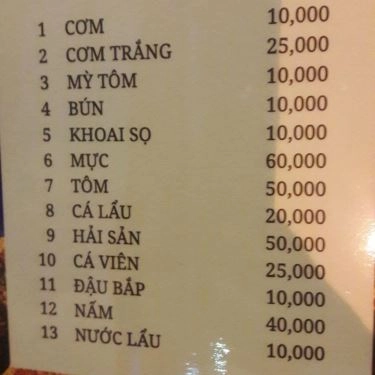 1 CƠM 10,000
2 CƠM TRẮNG 25,000
3 MỲ TÔM 10,000
4 BÚN 10,000
5 KHOAI SỌ 10,000
6 MỰC 60,000
7 TÔM 50,000
8 CÁ LẨU 20,000
9 HẢI SẢN 50,000
10 CÁ VIÊN 25,000
11 ĐẬU BẮP 10,000
12 NẤM 40,000
13 NƯỚC LẨU 10,000